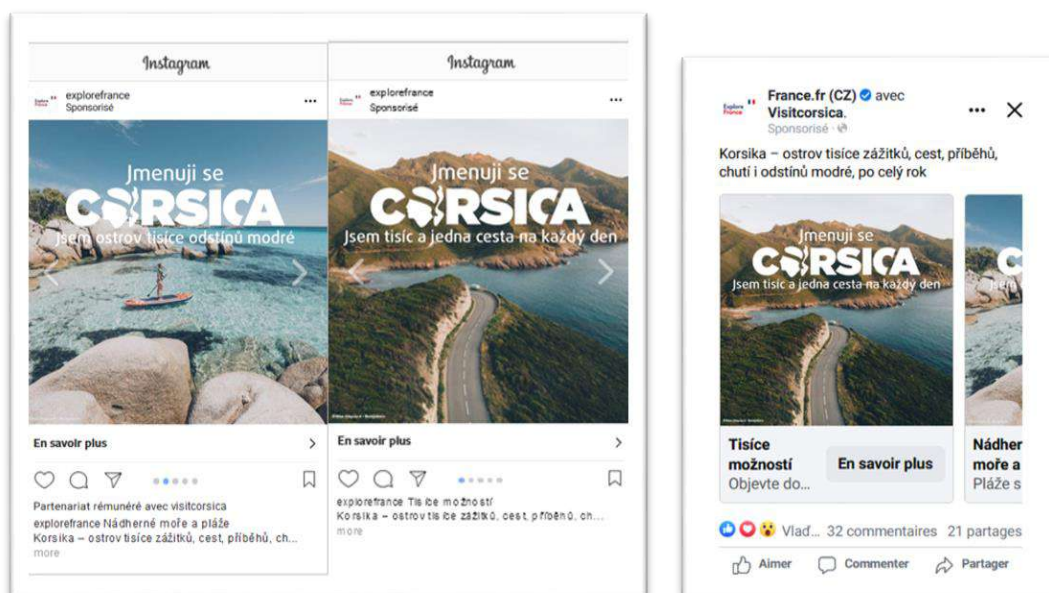 Instagram
explorefrance
Sponsorisé
Jmenuji se
CORSICA
Jsem ostrov tisíce odstínů modré
En savoir plus
Partenariat rémunéré avec visitcorsica
explorefrance Nádherné moře a pláže
Korsika – ostrov tisíce zážitků, cest, příběhů, ch...
more
Instagram
explorefrance
Sponsorisé
Jmenuji se
CORSICA
Jsem tisíc a jedna cesta na každý den
En savoir plus
explorefrance Tisíce možností
Korsika – ostrov tisíce zážitků, cest, příběhů, ch...
more
Explore
France
France.fr (CZ) avec
Visitcorsica.
Sponsorisé ·
Korsika – ostrov tisíce zážitků, cest, příběhů,
chutí i odstínů modré, po celý rok
Jmenuji se
CORSICA
Jsem tisíc a jedna cesta na každý den
C
Jsem
Tisíce
možností
Objevte do...
En savoir plus
Nádher
moře a
Pláže s
Vlaď... 32 commentaires 21 partages
Aimer Commenter Partager